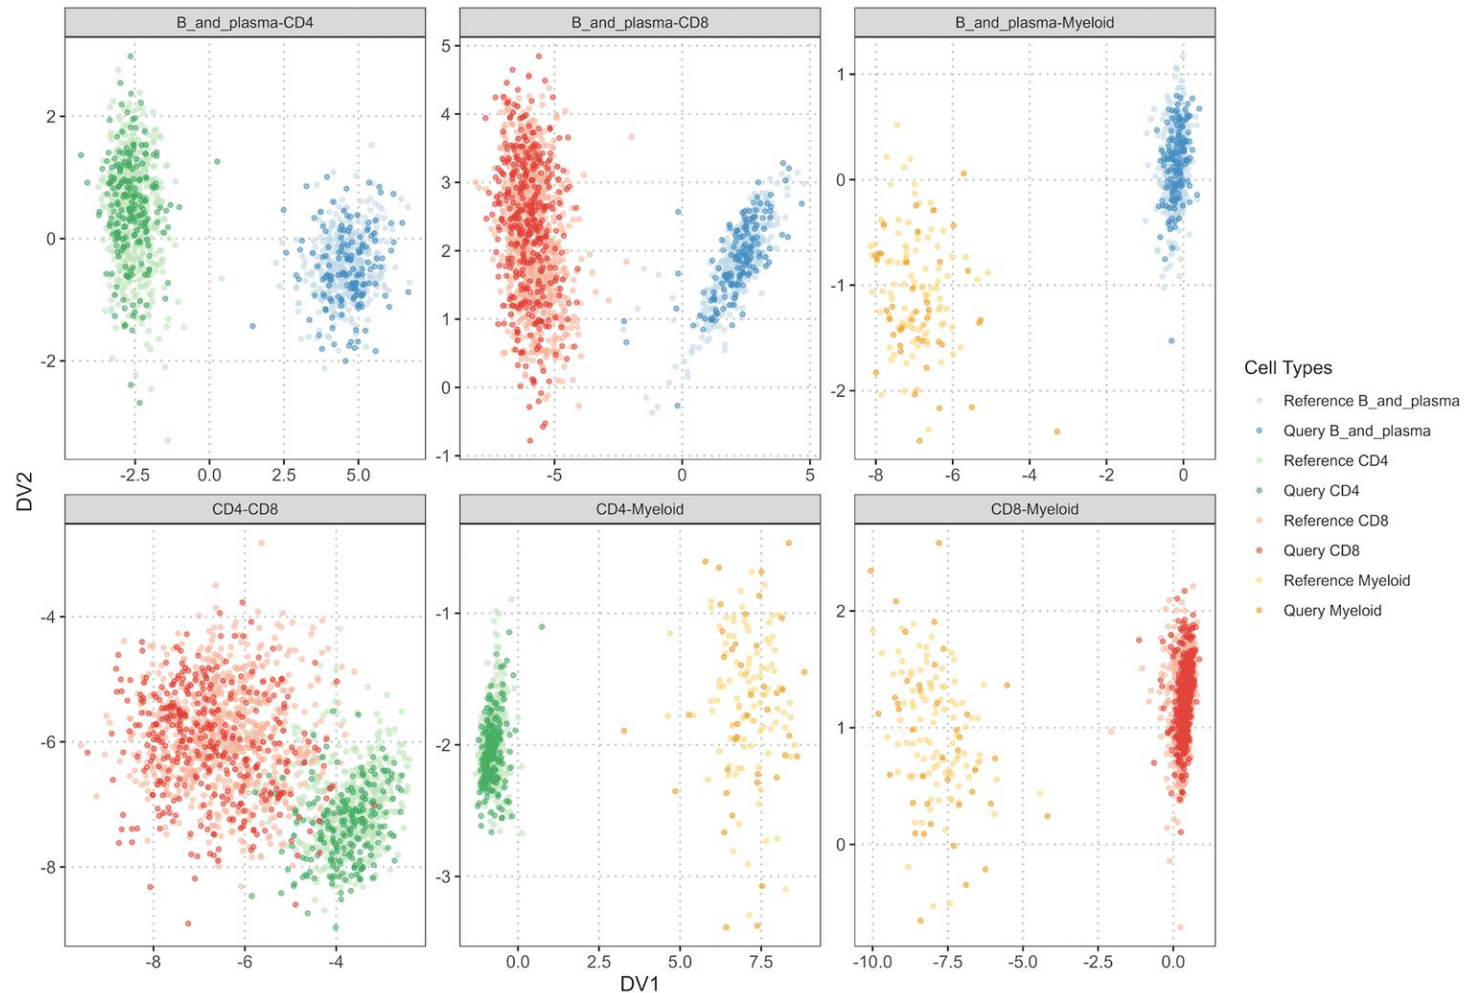 B_and_plasma-CD4
B_and_plasma-CD8
B_and_plasma-Myeloid
2
0
-2
-2.5
0.0
2.5
5.0
5
4
3
2
1
0
-1
-5
0
5
1
0
-1
-2
-8
-6
-4
-2
0
DV2
CD4-CD8
CD4-Myeloid
CD8-Myeloid
-4
-6
-8
-8
-6
-4
-1
-2
-3
0.0
2.5
5.0
7.5
2
1
0
-10.0
-7.5
-5.0
-2.5
0.0
DV1
Cell Types
Reference B_and_plasma
Query B_and_plasma
Reference CD4
Query CD4
Reference CD8
Query CD8
Reference Myeloid
Query Myeloid